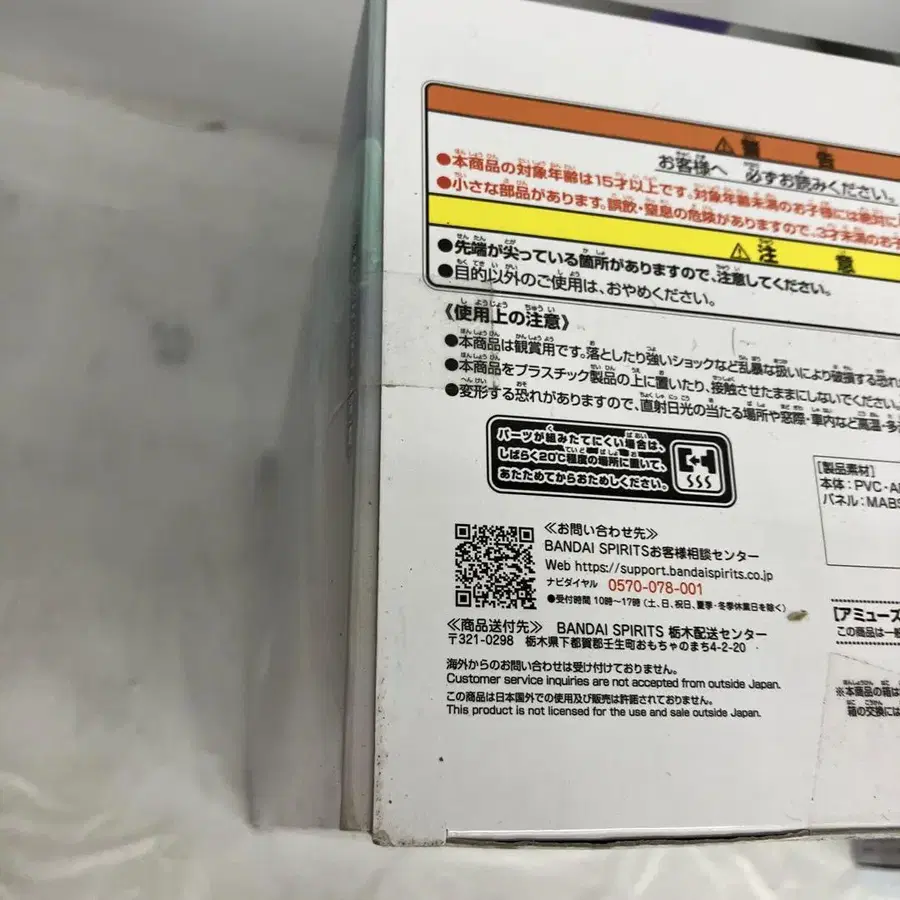 ⚠警 告
お客様へ 必ずお読みください。
●本商品の対象年齢は15才以上です。対象年齢未満のお子様には絶対に
●小さな部品があります。誤飲・窒息の危険がありますので、3才未満のお子
⚠注 意
●先端が尖っている箇所がありますので、注意してください。
●目的以外のご使用は、おやめください。
《使用上の注意》
●本商品は観賞用です。落としたり強いショックなど乱暴な扱いにより破損する恐れ
●本商品をプラスチック製品の上に置いたり、接触させたままにしないでください。
●変形する恐れがありますので、直射日光の当たる場所や窓際・車内など高温・多
パーツが組みたてにくい場合は、
しばらく20℃程度の場所に置いて、
あたためてからおためしください。
[製品素材]
本体:PVC・A
パネル:MABS
≪お問い合わせ先≫
BANDAI SPIRITSお客様相談センター
Web https://support.bandaispirits.co.jp
ナビダイヤル 0570-078-001
●受付時間 10時〜17時(土、日、祝日、夏季・冬季休業日を除く)
≪商品送付先≫ BANDAI SPIRITS 栃木配送センター
〒321-0298 栃木県下都賀郡壬生町おもちゃのまち4-2-20
海外からのお問い合わせは受け付けておりません。
Customer service inquiries are not accepted from outside Japan.
この商品は日本国外での使用及び販売は許諾されておりません。
This product is not licensed for the use and sale outside Japan.
[アミューズ
この商品は一般
※本商品の箱は
箱の交換には